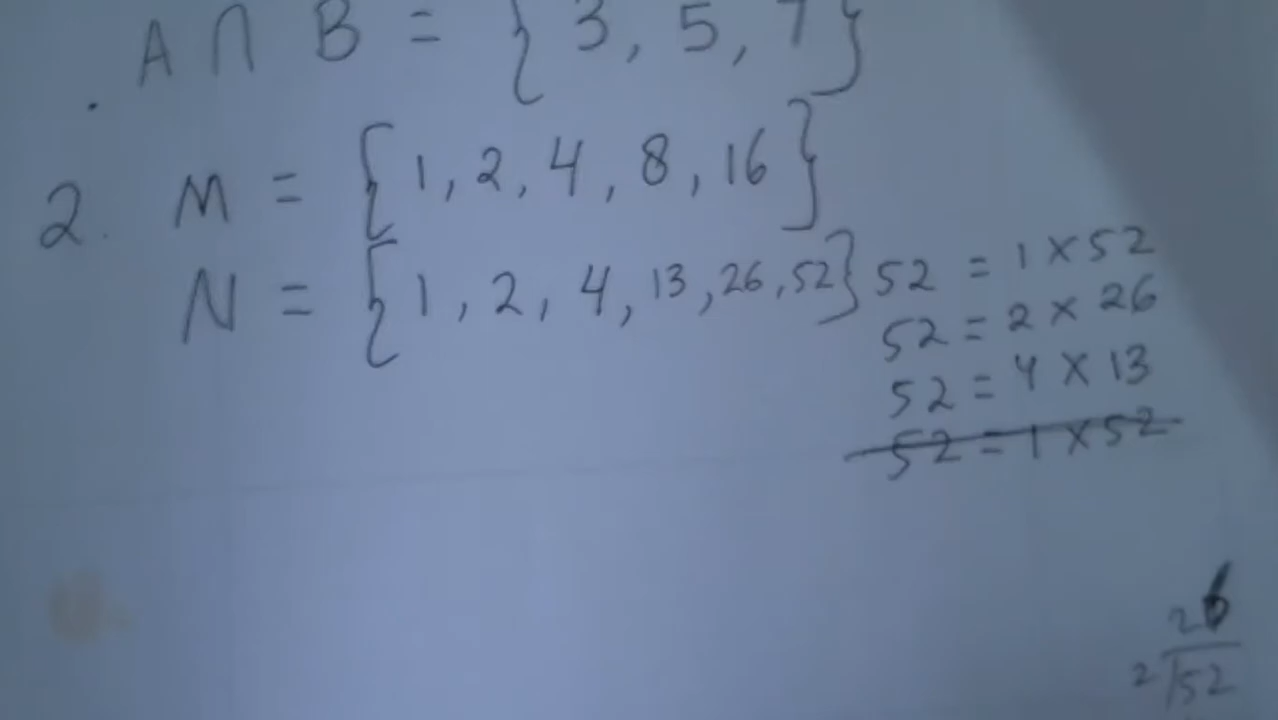 A ∩ B = { 3, 5, 7 }
2. M = { 1, 2, 4, 8, 16 }
N = { 1, 2, 4, 13, 26, 52 }
52 = 1 x 52
52 = 2 x 26
52 = 4 x 13
52 = 1 x 52
26
2 52